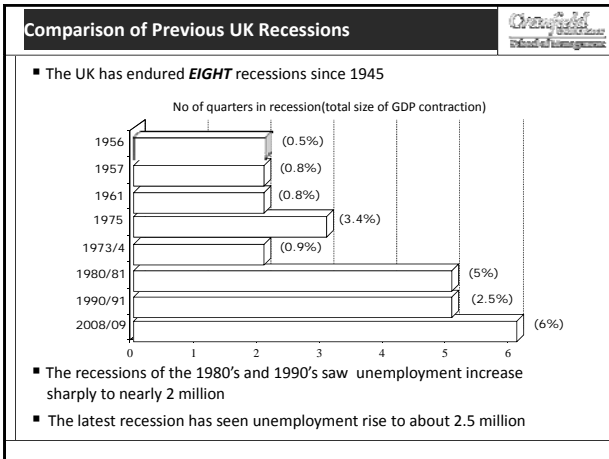 Comparison of Previous UK Recessions
Cranfield
School of Management
▪ The UK has endured EIGHT recessions since 1945
No of quarters in recession(total size of GDP contraction)
1956 (0.5%)
1957 (0.8%)
1961 (0.8%)
1975 (3.4%)
1973/4 (0.9%)
1980/81 (5%)
1990/91 (2.5%)
2008/09 (6%)
0 1 2 3 4 5 6
▪ The recessions of the 1980's and 1990's saw unemployment increase
sharply to nearly 2 million
▪ The latest recession has seen unemployment rise to about 2.5 million